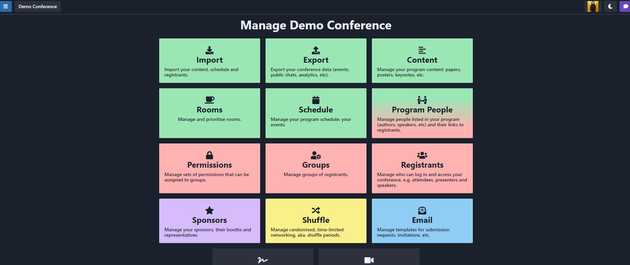 Demo Conference
Manage Demo Conference
Import
Import your content, schedule and
registrants.
Export
Export your conference data (events,
public chats, analytics, etc).
Content
Manage your program content: papers,
posters, keynotes, etc.
Rooms
Manage and prioritise rooms.
Schedule
Manage your program schedule: your
events.
Program People
Manage people listed in your program
(authors, speakers, etc) and their links to
registrants.
Permissions
Manage sets of permissions that can be
assigned to groups.
Groups
Manage groups of registrants.
Registrants
Manage who can log in and access your
conference, e.g. attendees, presenters and
speakers.
Sponsors
Manage your sponsors, their booths and
representatives.
Shuffle
Manage randomised, time-limited
networking, aka. shuffle periods.
Email
Manage templates for submission
requests, invitations, etc.